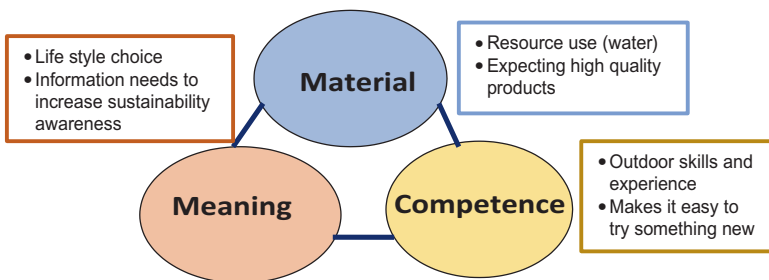 • Life style choice
• Information needs to
increase sustainability
awareness
Material
• Resource use (water)
• Expecting high quality
products
Meaning
Competence
• Outdoor skills and
experience
• Makes it easy to
try something new